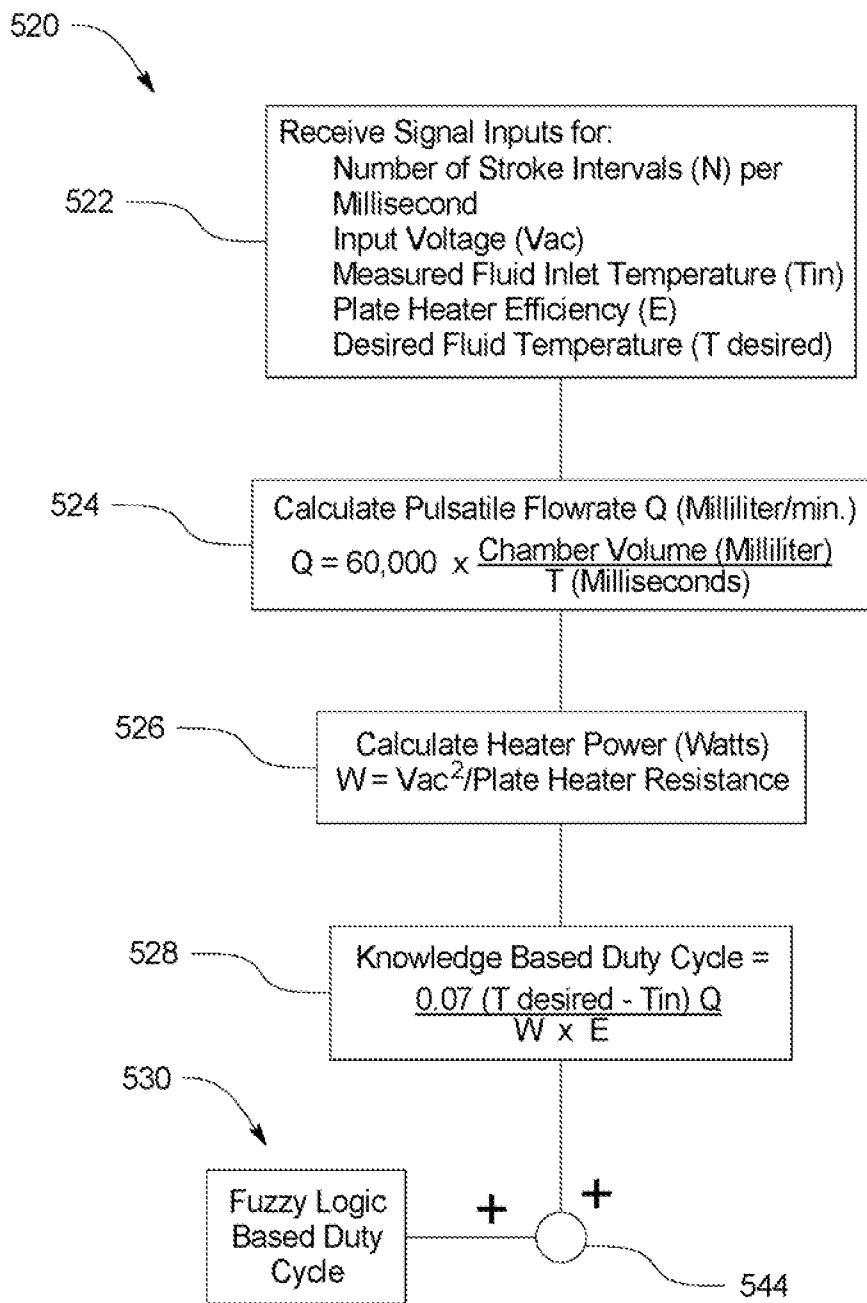 520
522
Receive Signal Inputs for:
Number of Stroke Intervals (N) per
Millisecond
Input Voltage (Vac)
Measured Fluid Inlet Temperature (Tin)
Plate Heater Efficiency (E)
Desired Fluid Temperature (T desired)
524
Calculate Pulsatile Flowrate Q (Milliliter/min.)
Q = 60,000 x Chamber Volume (Milliliter)
T (Milliseconds)
526
Calculate Heater Power (Watts)
W = Vac²/Plate Heater Resistance
528
Knowledge Based Duty Cycle =
0.07 (T desired - Tin) Q
W x E
530
Fuzzy Logic
Based Duty
Cycle
+
+
544